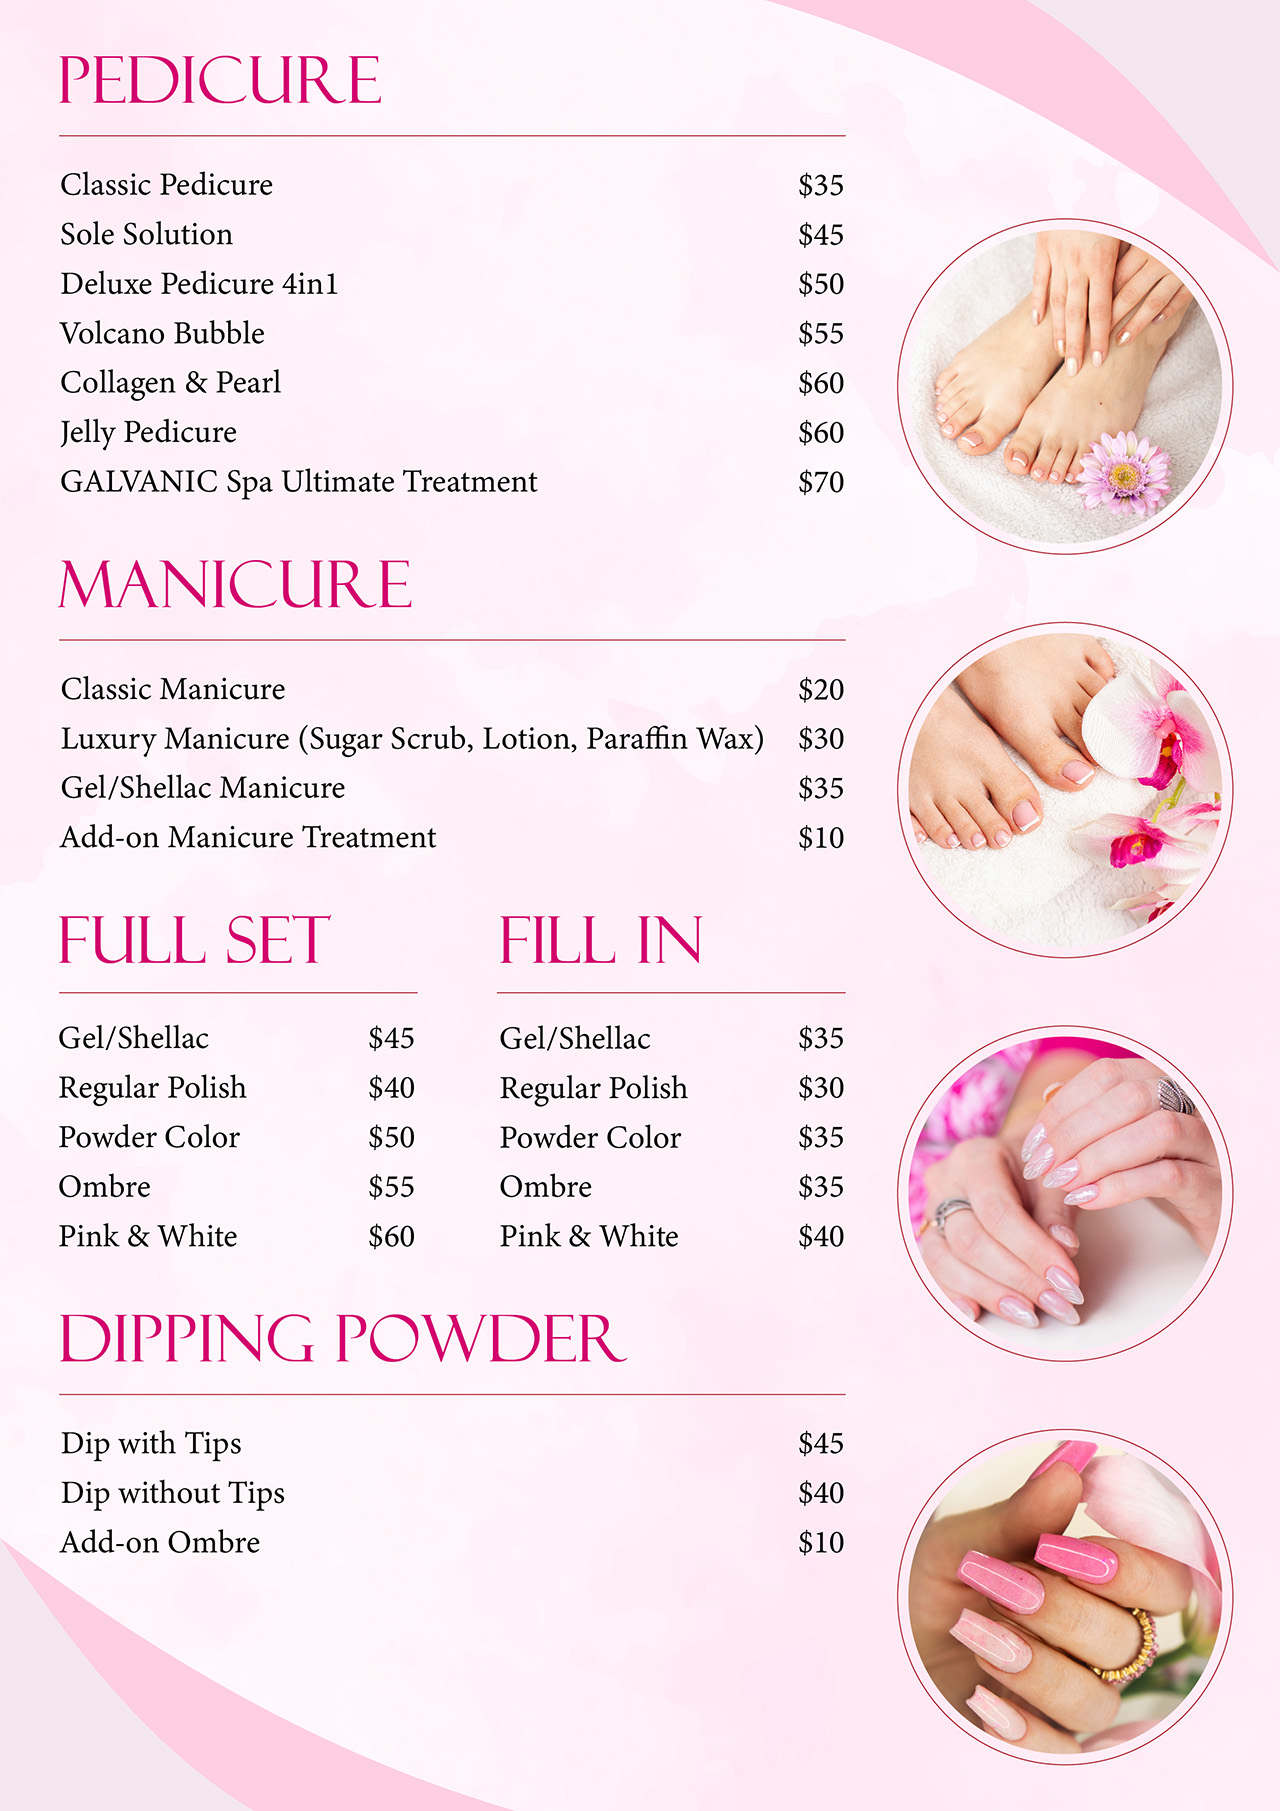 PEDICURE
Classic Pedicure $35
Sole Solution $45
Deluxe Pedicure 4in1 $50
Volcano Bubble $55
Collagen & Pearl $60
Jelly Pedicure $60
GALVANIC Spa Ultimate Treatment $70
MANICURE
Classic Manicure $20
Luxury Manicure (Sugar Scrub, Lotion, Paraffin Wax) $30
Gel/Shellac Manicure $35
Add-on Manicure Treatment $10
FULL SET
Gel/Shellac $45
Regular Polish $40
Powder Color $50
Ombre $55
Pink & White $60
FILL IN
Gel/Shellac $35
Regular Polish $30
Powder Color $35
Ombre $35
Pink & White $40
DIPPING POWDER
Dip with Tips $45
Dip without Tips $40
Add-on Ombre $10